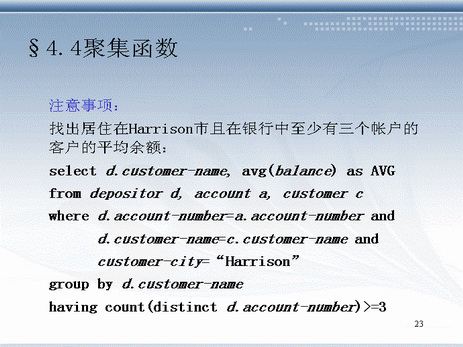 §4.4聚集函数
注意事项：
找出居住在Harrison市且在银行中至少有三个帐户的
客户的平均余额：
select d.customer-name, avg(balance) as AVG
from depositor d, account a, customer c
where d.account-number=a.account-number and
d.customer-name=c.customer-name and
customer-city=“Harrison”
group by d.customer-name
having count(distinct d.account-number)>=3
23